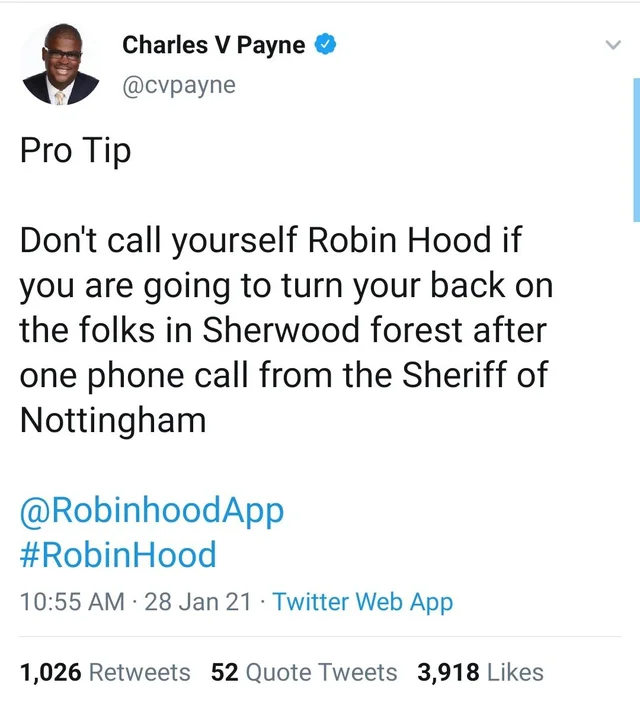 Charles V Payne
@cvpayne
Pro Tip
Don't call yourself Robin Hood if
you are going to turn your back on
the folks in Sherwood forest after
one phone call from the Sheriff of
Nottingham
@RobinhoodApp
#RobinHood
10:55 AM · 28 Jan 21 · Twitter Web App
1,026 Retweets 52 Quote Tweets 3,918 Likes